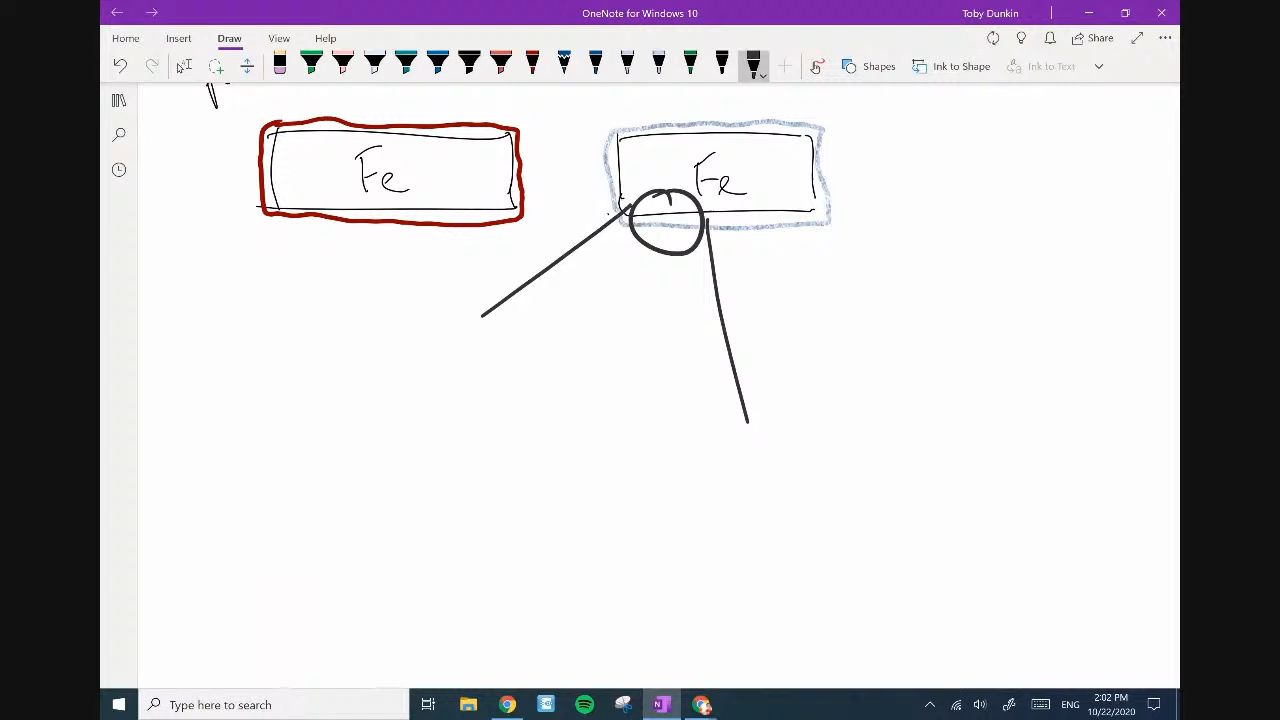 OneNote for Windows 10
Toby Dunkin
Home Insert Draw View Help
Share
Shapes Ink to Shape Ink to Text
Fe Fe
Type here to search
2:02 PM
10/22/2020